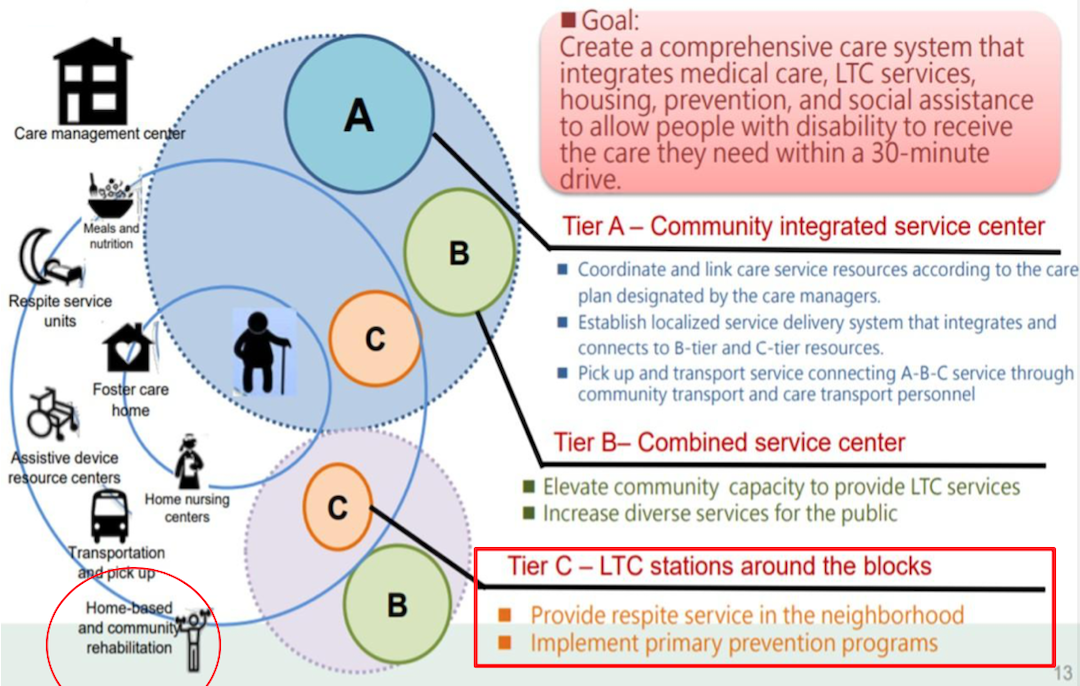 ■ Goal:
Create a comprehensive care system that
integrates medical care, LTC services,
housing, prevention, and social assistance
to allow people with disability to receive
the care they need within a 30-minute
drive.
Care management center
Meals and
nutrition
Respite service
units
Foster care
home
Assistive device
resource centers
Home nursing
centers
Transportation
and pick up
Home-based
and community
rehabilitation
A
B
C
C
B
Tier A – Community integrated service center
■ Coordinate and link care service resources according to the care
plan designated by the care managers.
■ Establish localized service delivery system that integrates and
connects to B-tier and C-tier resources.
■ Pick up and transport service connecting A-B-C service through
community transport and care transport personnel
Tier B– Combined service center
■ Elevate community capacity to provide LTC services
■ Increase diverse services for the public
Tier C – LTC stations around the blocks
■ Provide respite service in the neighborhood
■ Implement primary prevention programs
13